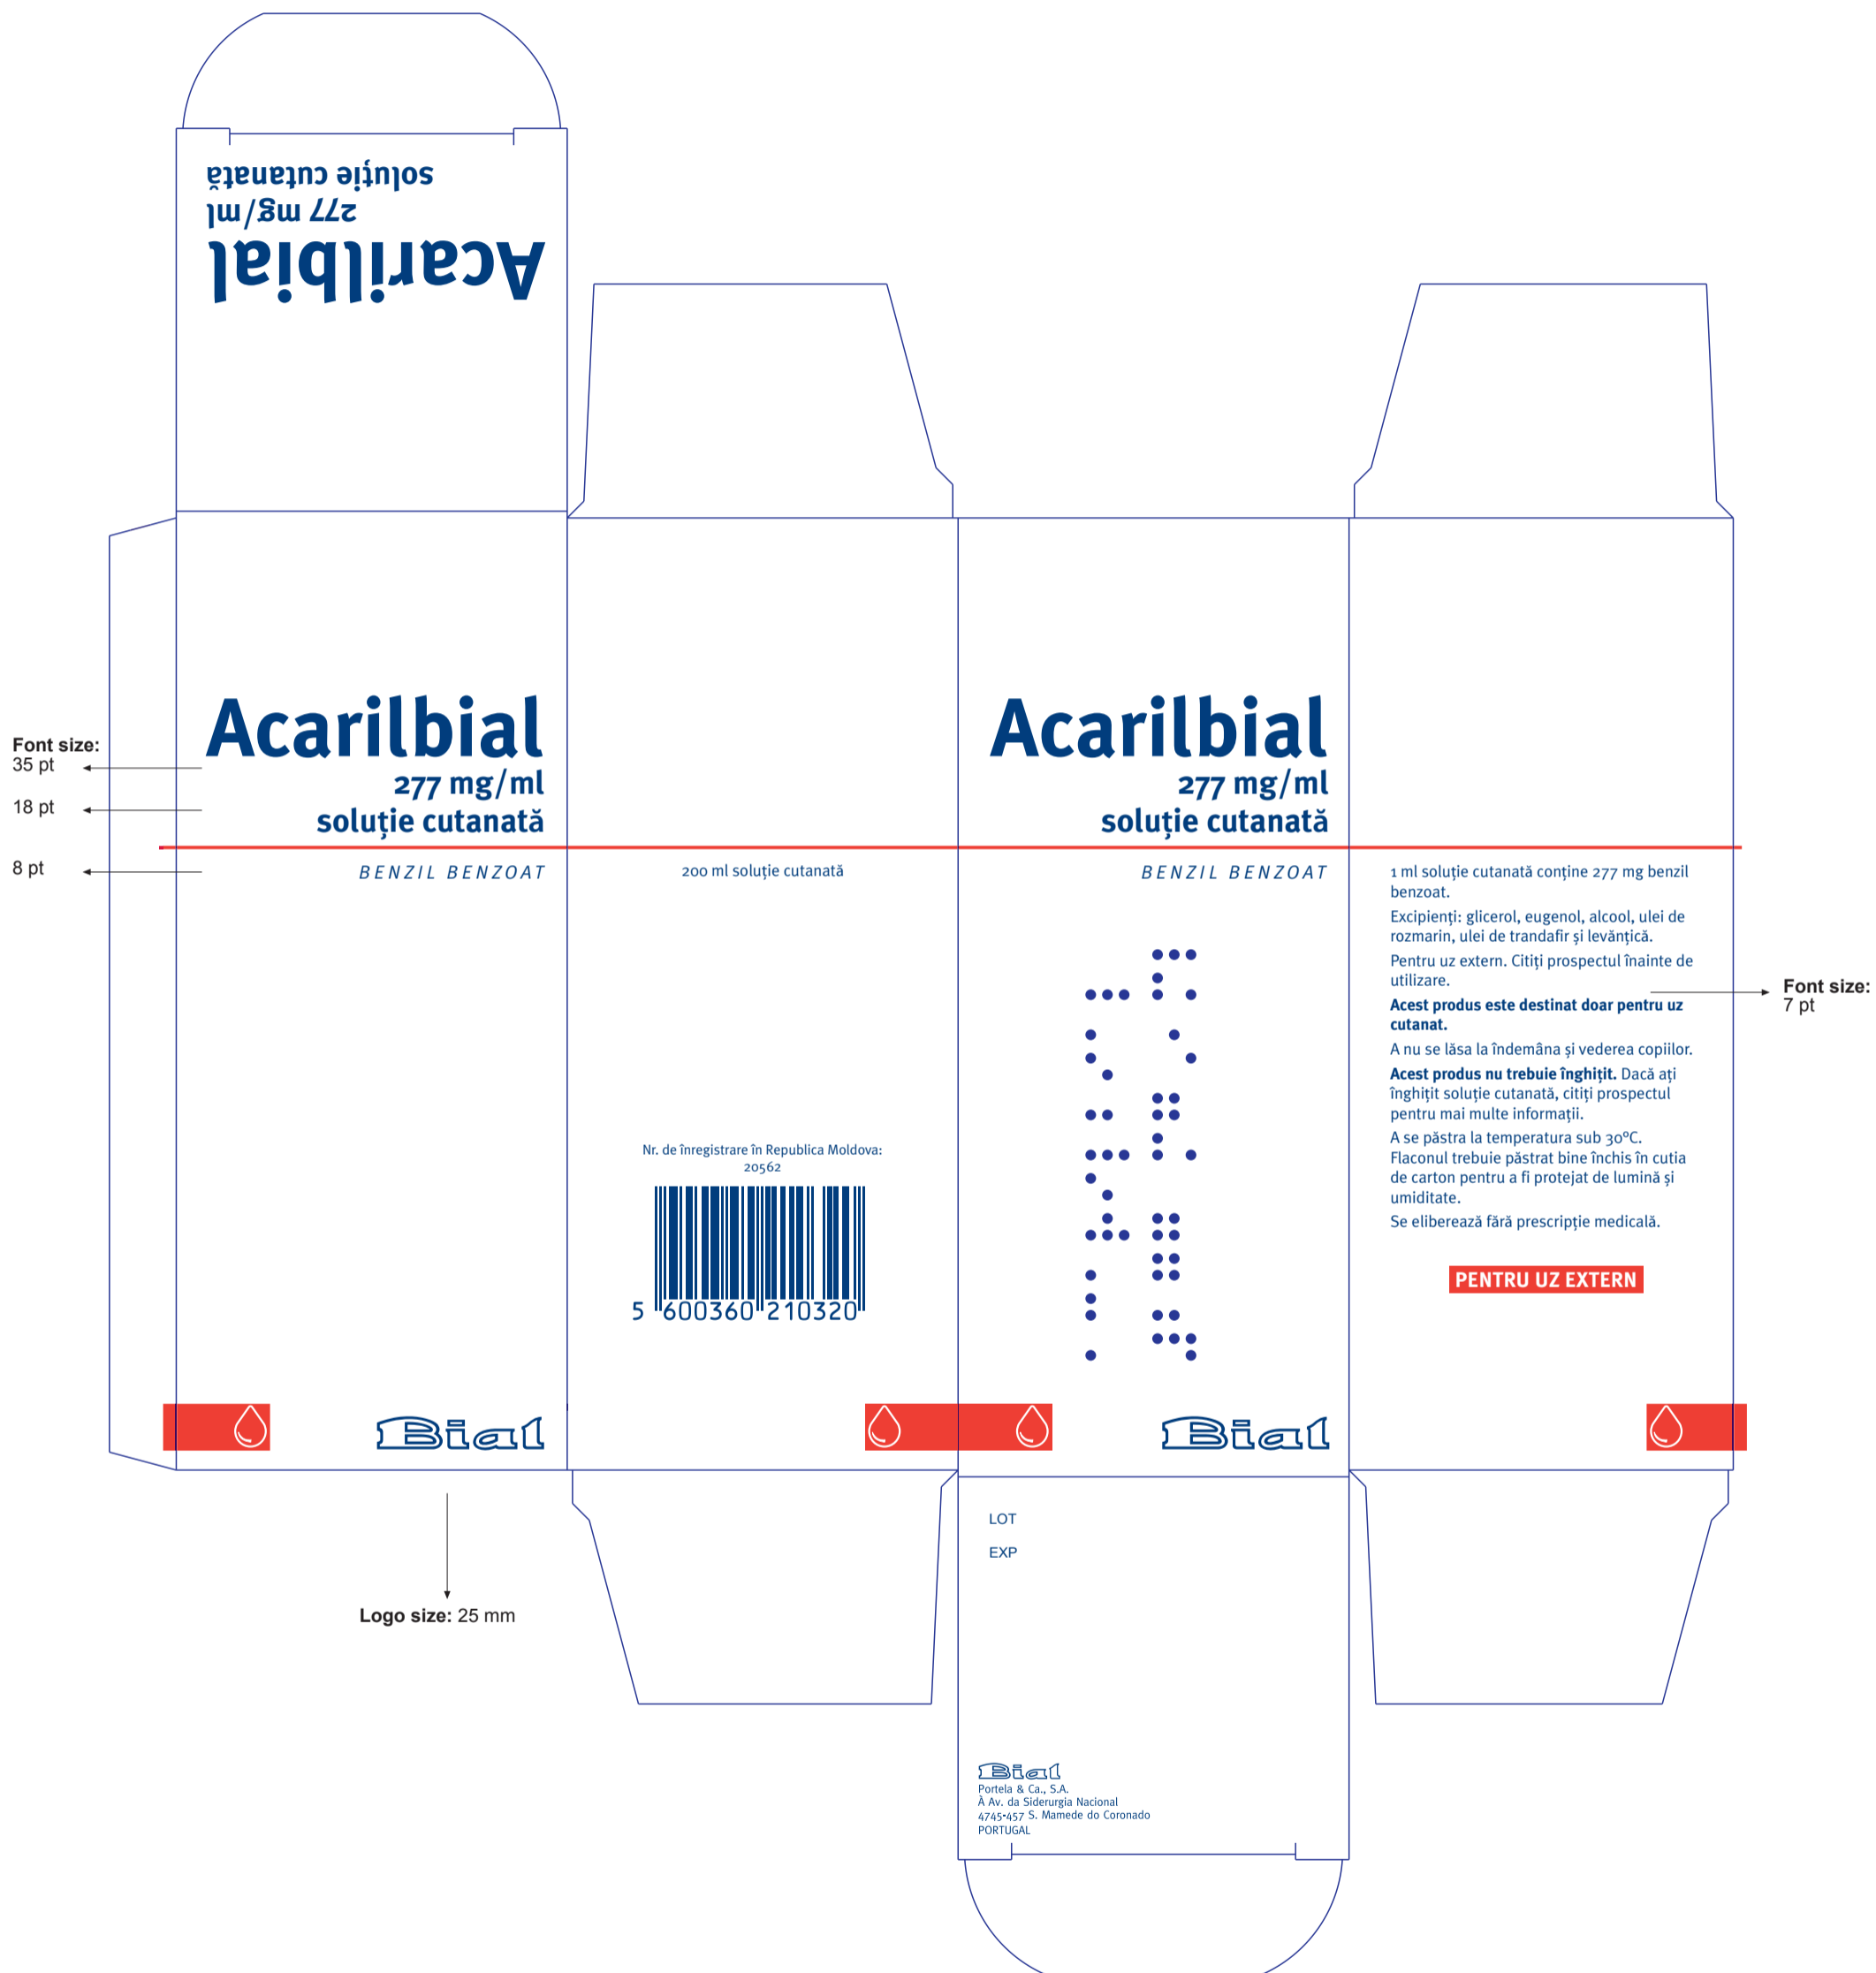 Acarilbial
277 mg/ml
soluție cutanată
Font size:
35 pt
18 pt
8 pt
Acarilbial
277 mg/ml
soluție cutanată
BENZIL BENZOAT
Bial
Logo size: 25 mm
200 ml soluție cutanată
Nr. de înregistrare în Republica Moldova:
20562
5 600360 210320
Acarilbial
277 mg/ml
soluție cutanată
BENZIL BENZOAT
Bial
1 ml soluție cutanată conține 277 mg benzil
benzoat.
Excipienți: glicerol, eugenol, alcool, ulei de
rozmarin, ulei de trandafir și levănțică.
Pentru uz extern. Citiți prospectul înainte de
utilizare.
Acest produs este destinat doar pentru uz
cutanat.
A nu se lăsa la îndemâna și vederea copiilor.
Acest produs nu trebuie înghițit. Dacă ați
înghițit soluție cutanată, citiți prospectul
pentru mai multe informații.
A se păstra la temperatura sub 30°C.
Flaconul trebuie păstrat bine închis în cutia
de carton pentru a fi protejat de lumină și
umiditate.
Se eliberează fără prescripție medicală.
PENTRU UZ EXTERN
Font size:
7 pt
LOT
EXP
Bial
Portela & Ca., S.A.
À Av. da Siderurgia Nacional
4745-457 S. Mamede do Coronado
PORTUGAL